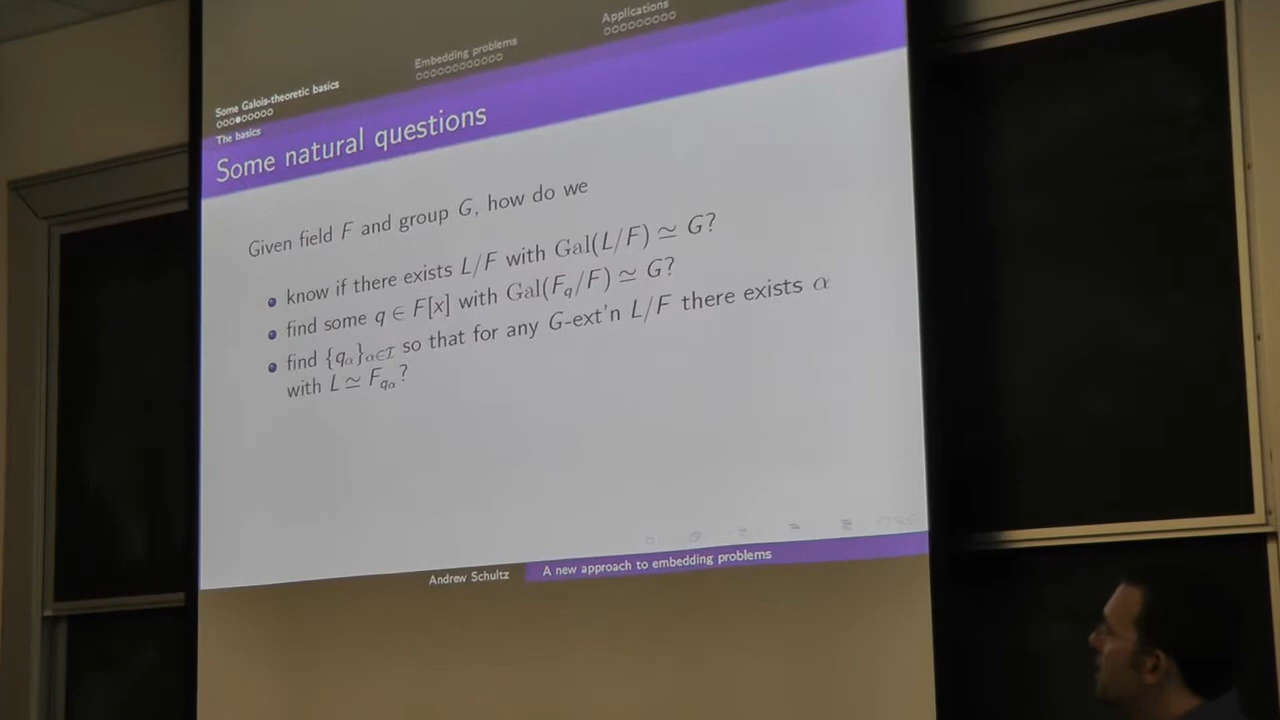 Some Galois-theoretic basics
Embedding problems
Applications
The basics
Some natural questions
Given field F and group G, how do we
know if there exists L/F with Gal(L/F) ≃ G?
find some q ∈ F[x] with Gal(F_q/F) ≃ G?
find {q_α}_{α∈I} so that for any G-ext'n L/F there exists α
with L ≃ F_{q_α}?
Andrew Schultz
A new approach to embedding problems